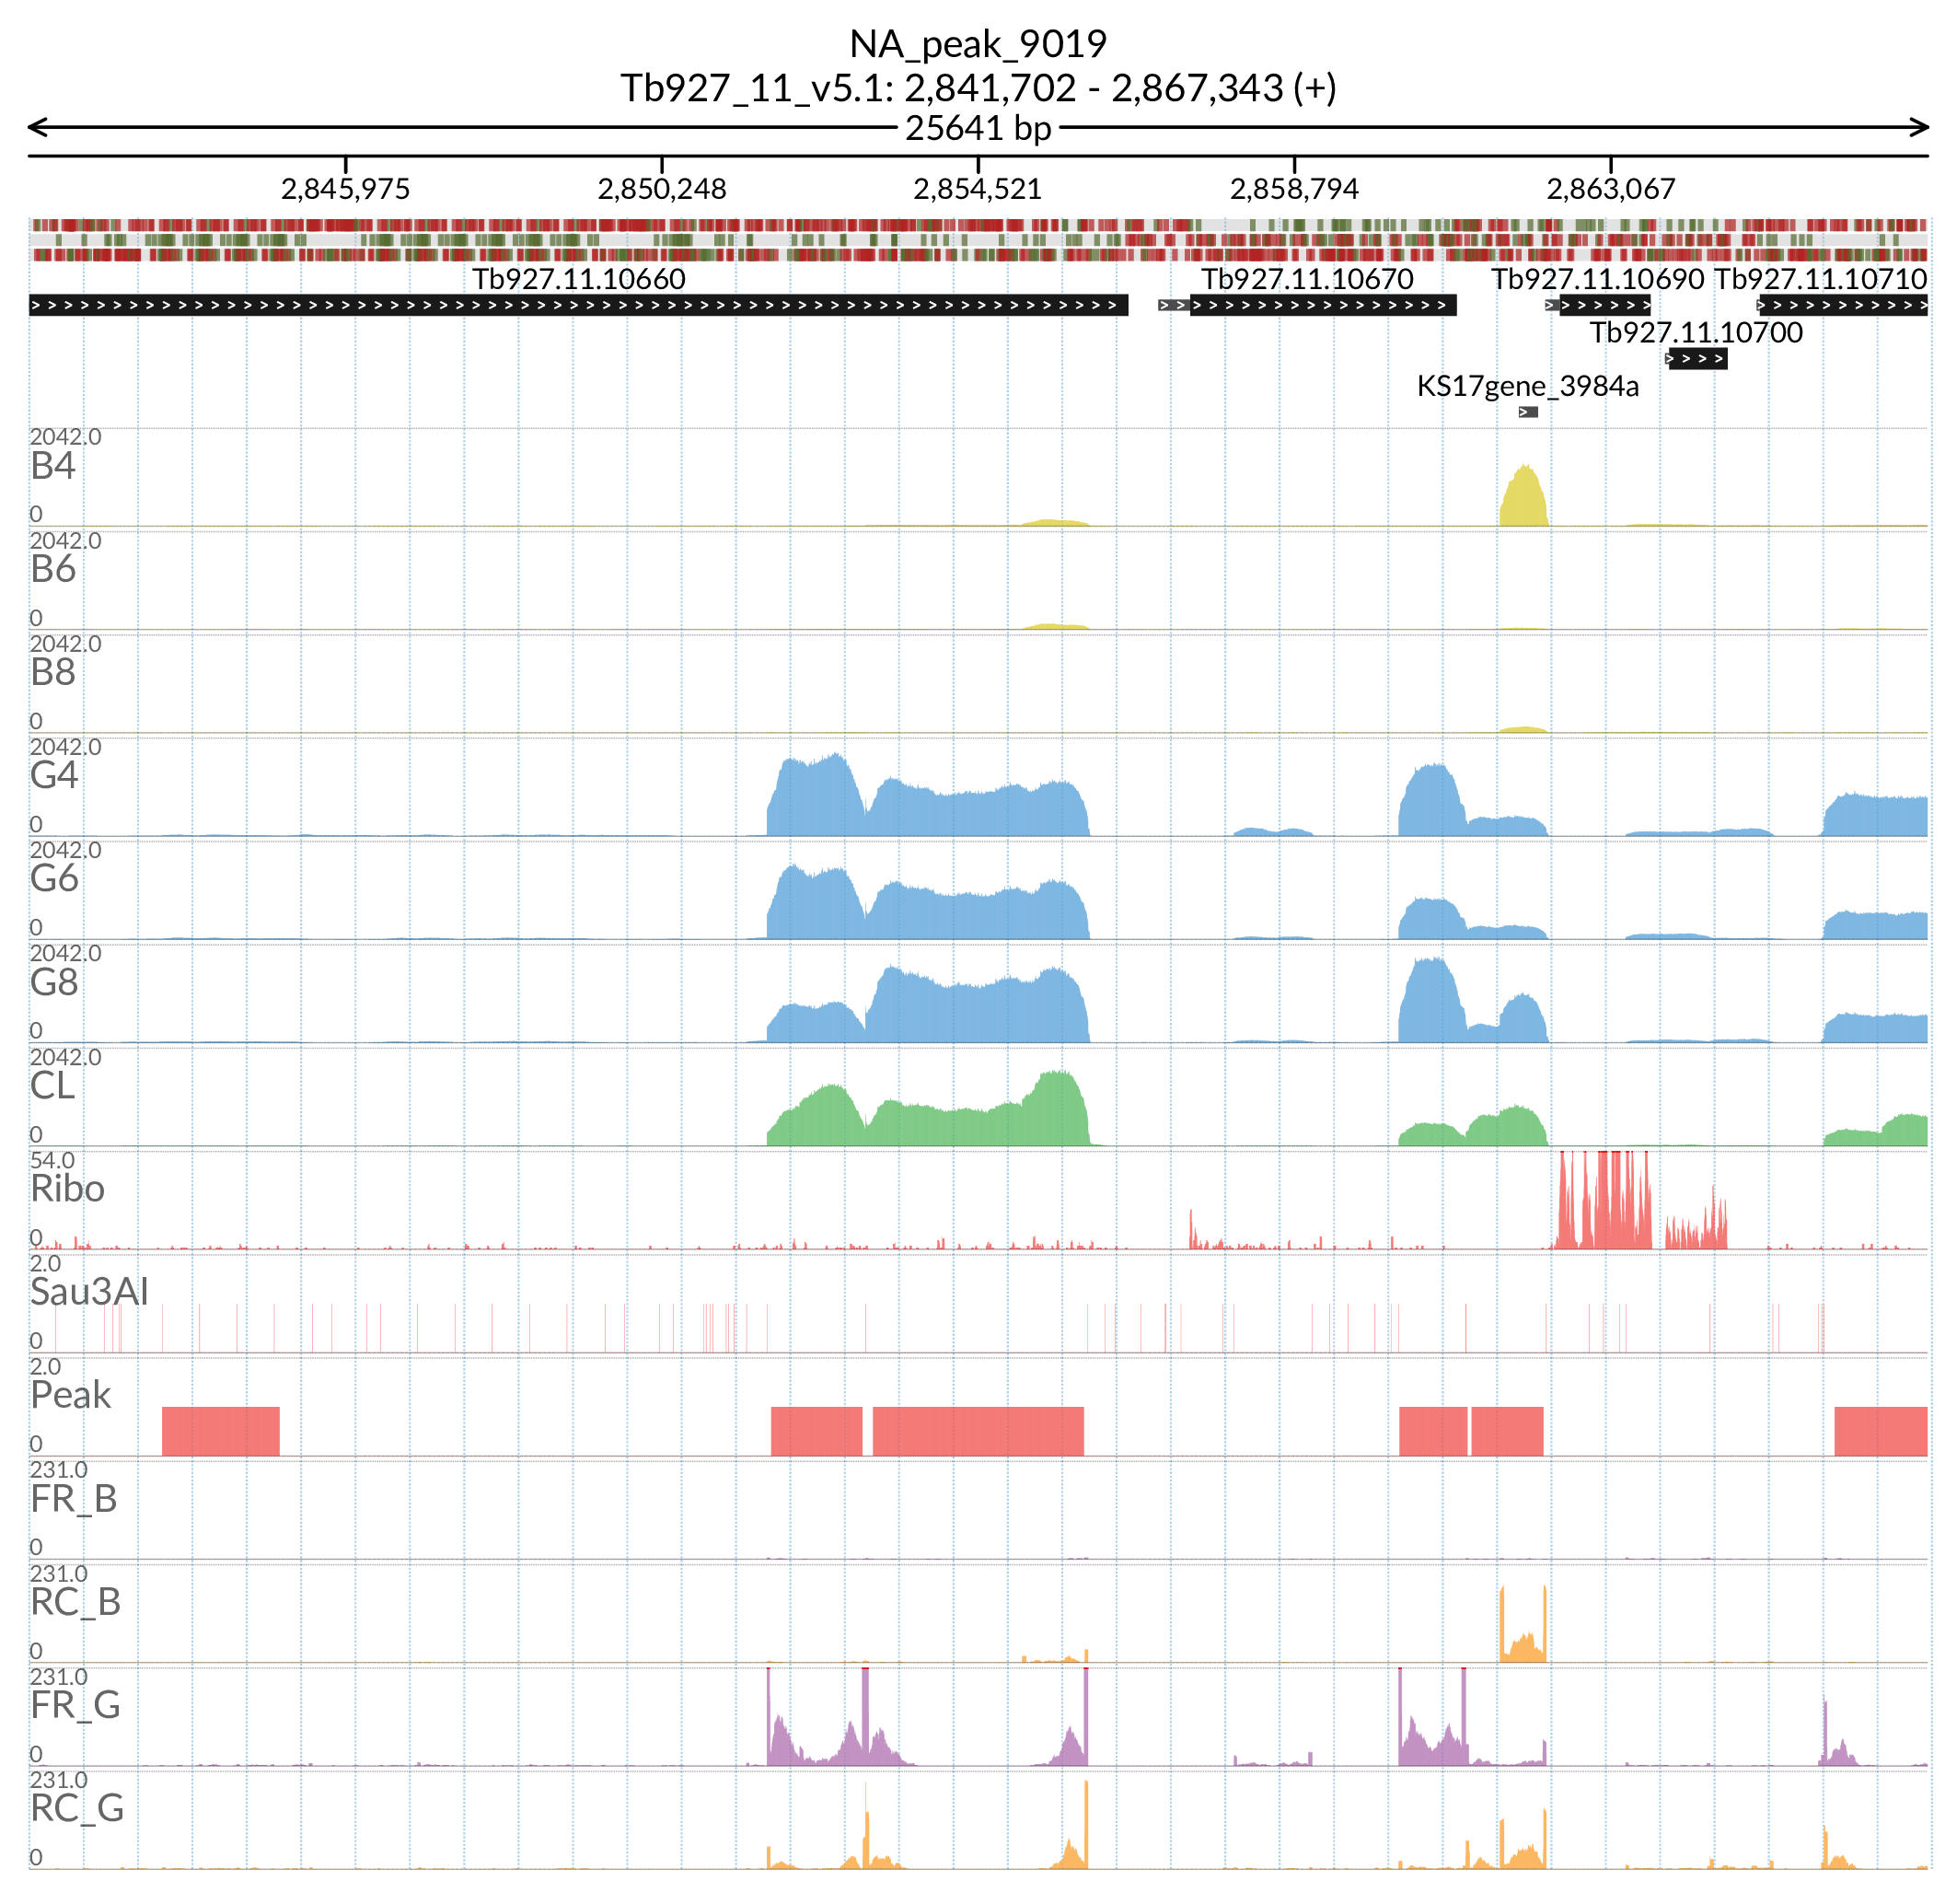 NA_peak_9019
Tb927_11_v5.1: 2,841,702 - 2,867,343 (+)
25641 bp
2,845,975 2,850,248 2,854,521 2,858,794 2,863,067
Tb927.11.10660 Tb927.11.10670 Tb927.11.10690 Tb927.11.10710
Tb927.11.10700
KS17gene_3984a
2042.0
B4
0
2042.0
B6
0
2042.0
B8
0
2042.0
G4
0
2042.0
G6
0
2042.0
G8
0
2042.0
CL
0
54.0
Ribo
0
2.0
Sau3AI
0
2.0
Peak
0
231.0
FR_B
0
231.0
RC_B
0
231.0
FR_G
0
231.0
RC_G
0